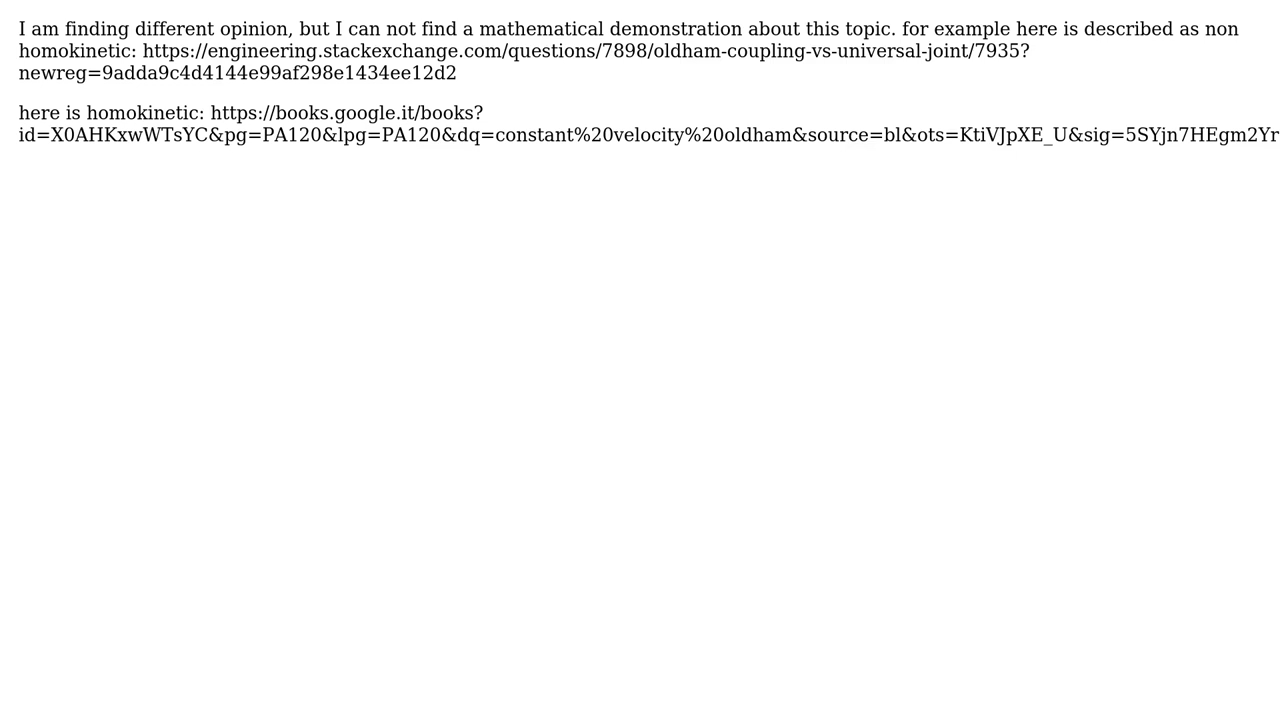 I am finding different opinion, but I can not find a mathematical demonstration about this topic. for example here is described as non
homokinetic: https://engineering.stackexchange.com/questions/7898/oldham-coupling-vs-universal-joint/7935?
newreg=9adda9c4d4144e99af298e1434ee12d2
here is homokinetic: https://books.google.it/books?
id=X0AHKxwWTsYC&pg=PA120&lpg=PA120&dq=constant%20velocity%20oldham&source=bl&ots=KtiVJpXE_U&sig=5SYjn7HEgm2Yr